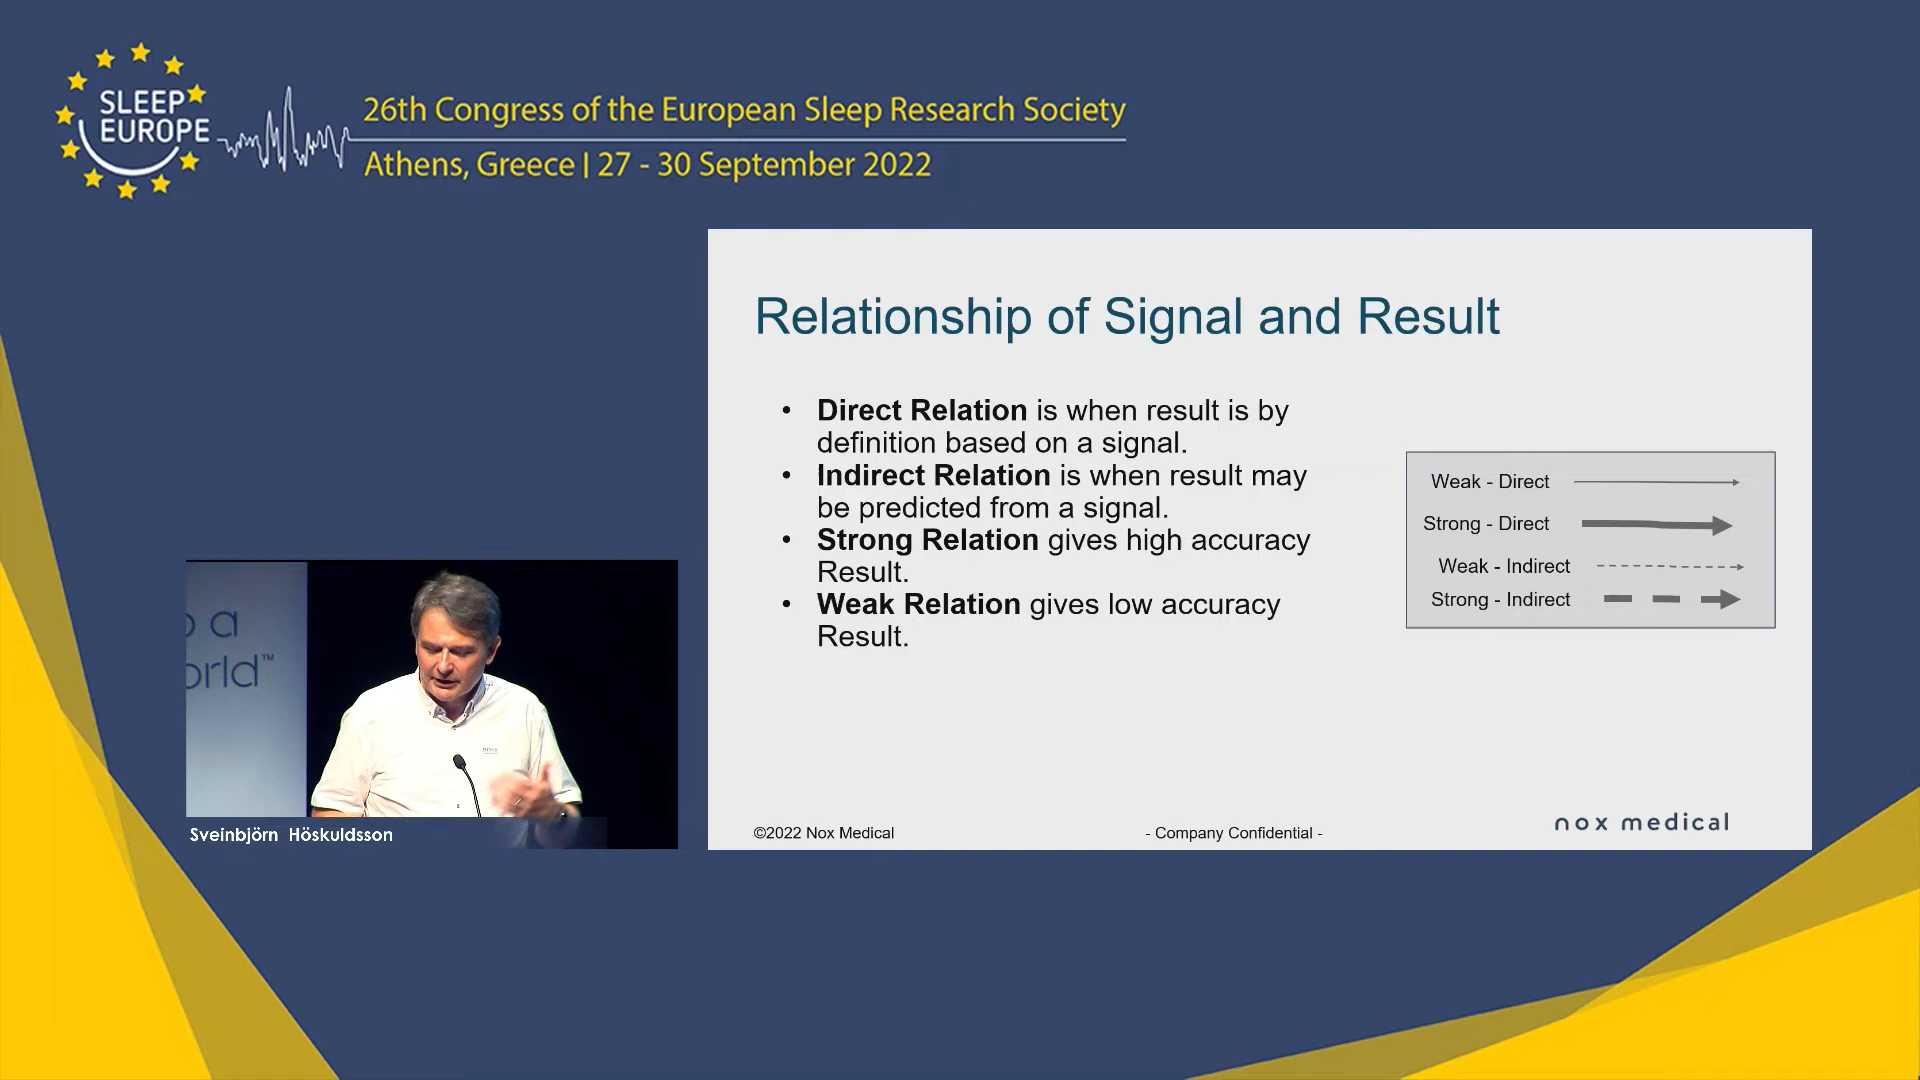 SLEEP
EUROPE
26th Congress of the European Sleep Research Society
Athens, Greece | 27 - 30 September 2022
Relationship of Signal and Result
• Direct Relation is when result is by
definition based on a signal.
• Indirect Relation is when result may
be predicted from a signal.
• Strong Relation gives high accuracy
Result.
• Weak Relation gives low accuracy
Result.
Weak - Direct
Strong - Direct
Weak - Indirect
Strong - Indirect
a
orld™
BOSS
Sveinbjörn Höskuldsson
©2022 Nox Medical
- Company Confidential -
nox medical